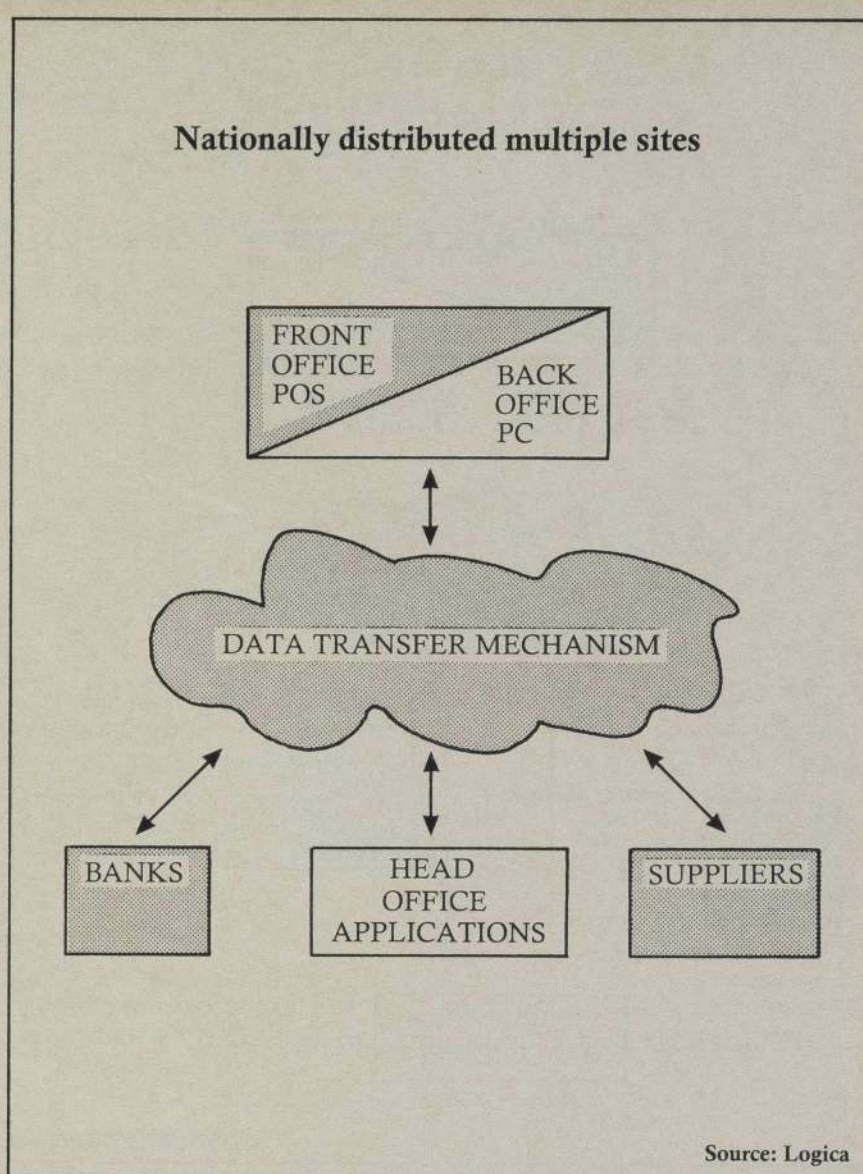 Nationally distributed multiple sites
FRONT
OFFICE
POS
BACK
OFFICE
PC
DATA TRANSFER MECHANISM
BANKS
HEAD
OFFICE
APPLICATIONS
SUPPLIERS
Source: Logica